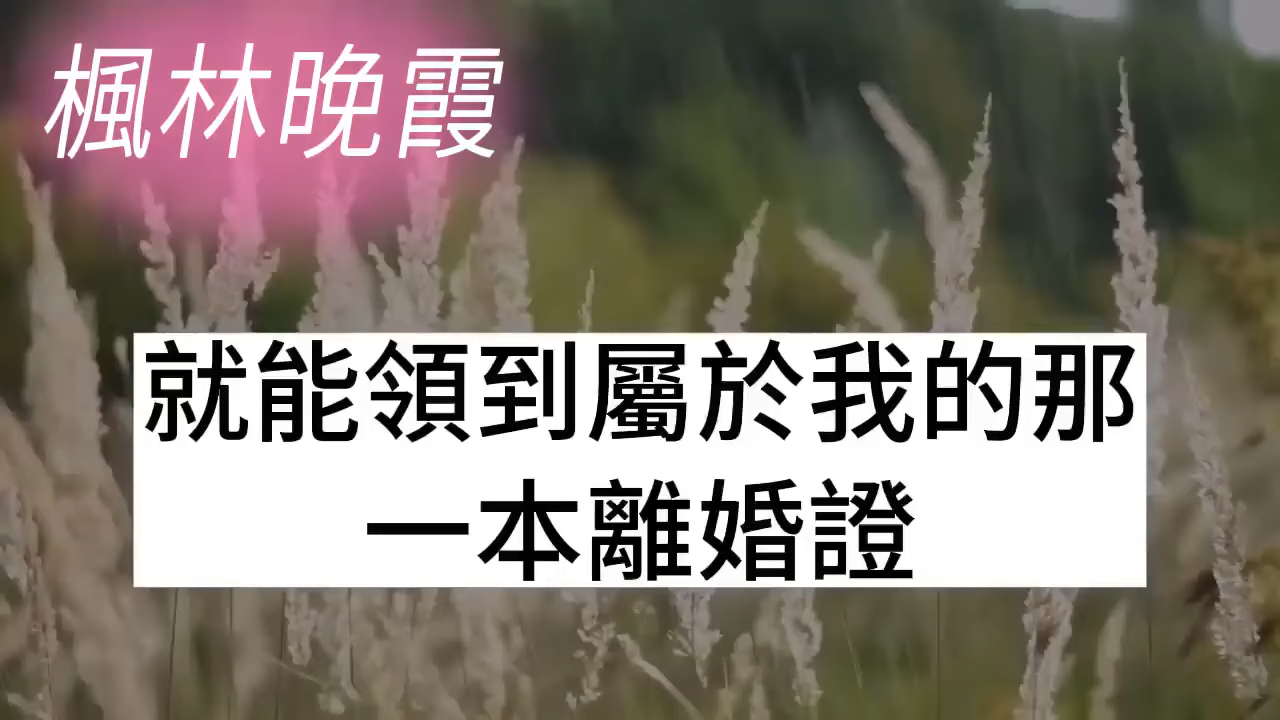 楓林晚霞
就能領到屬於我的那
一本離婚證